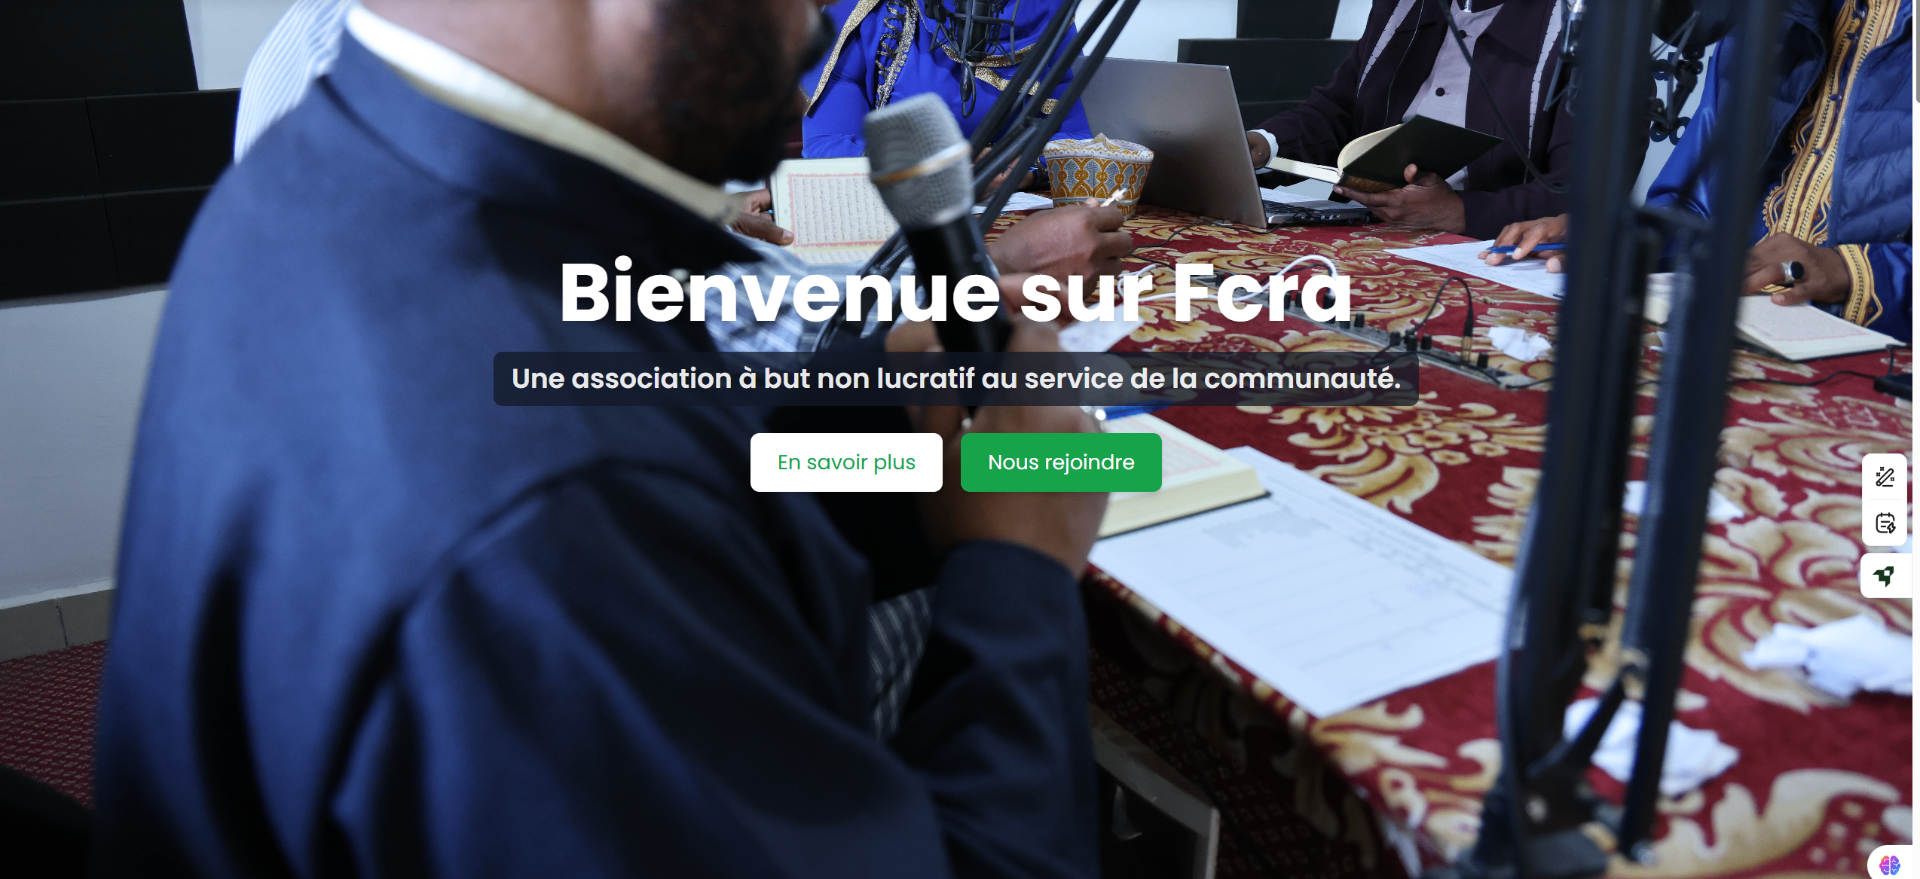 Bienvenue sur Fcra
Une association à but non lucratif au service de la communauté.
En savoir plus
Nous rejoindre